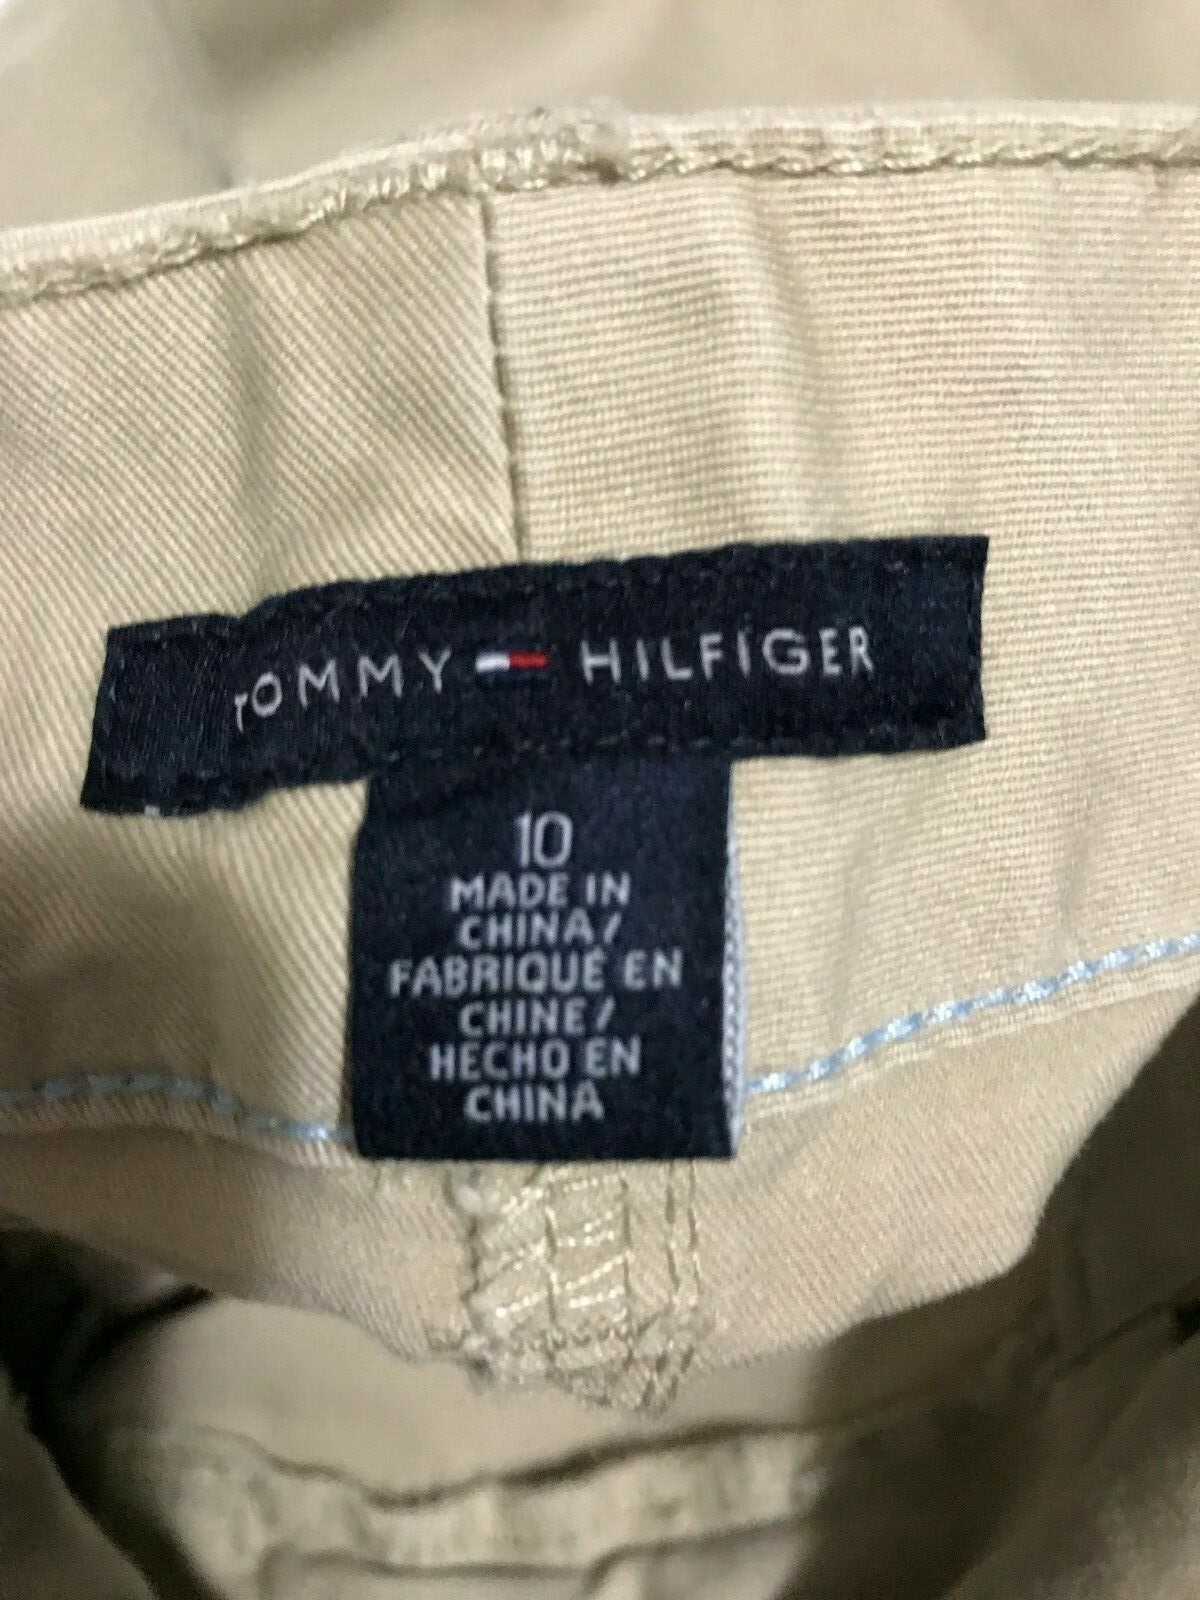 TOMMY HILFIGER
10
MADE IN
CHINA/
FABRIQUÉ EN
CHINE/
HECHO EN
CHINA